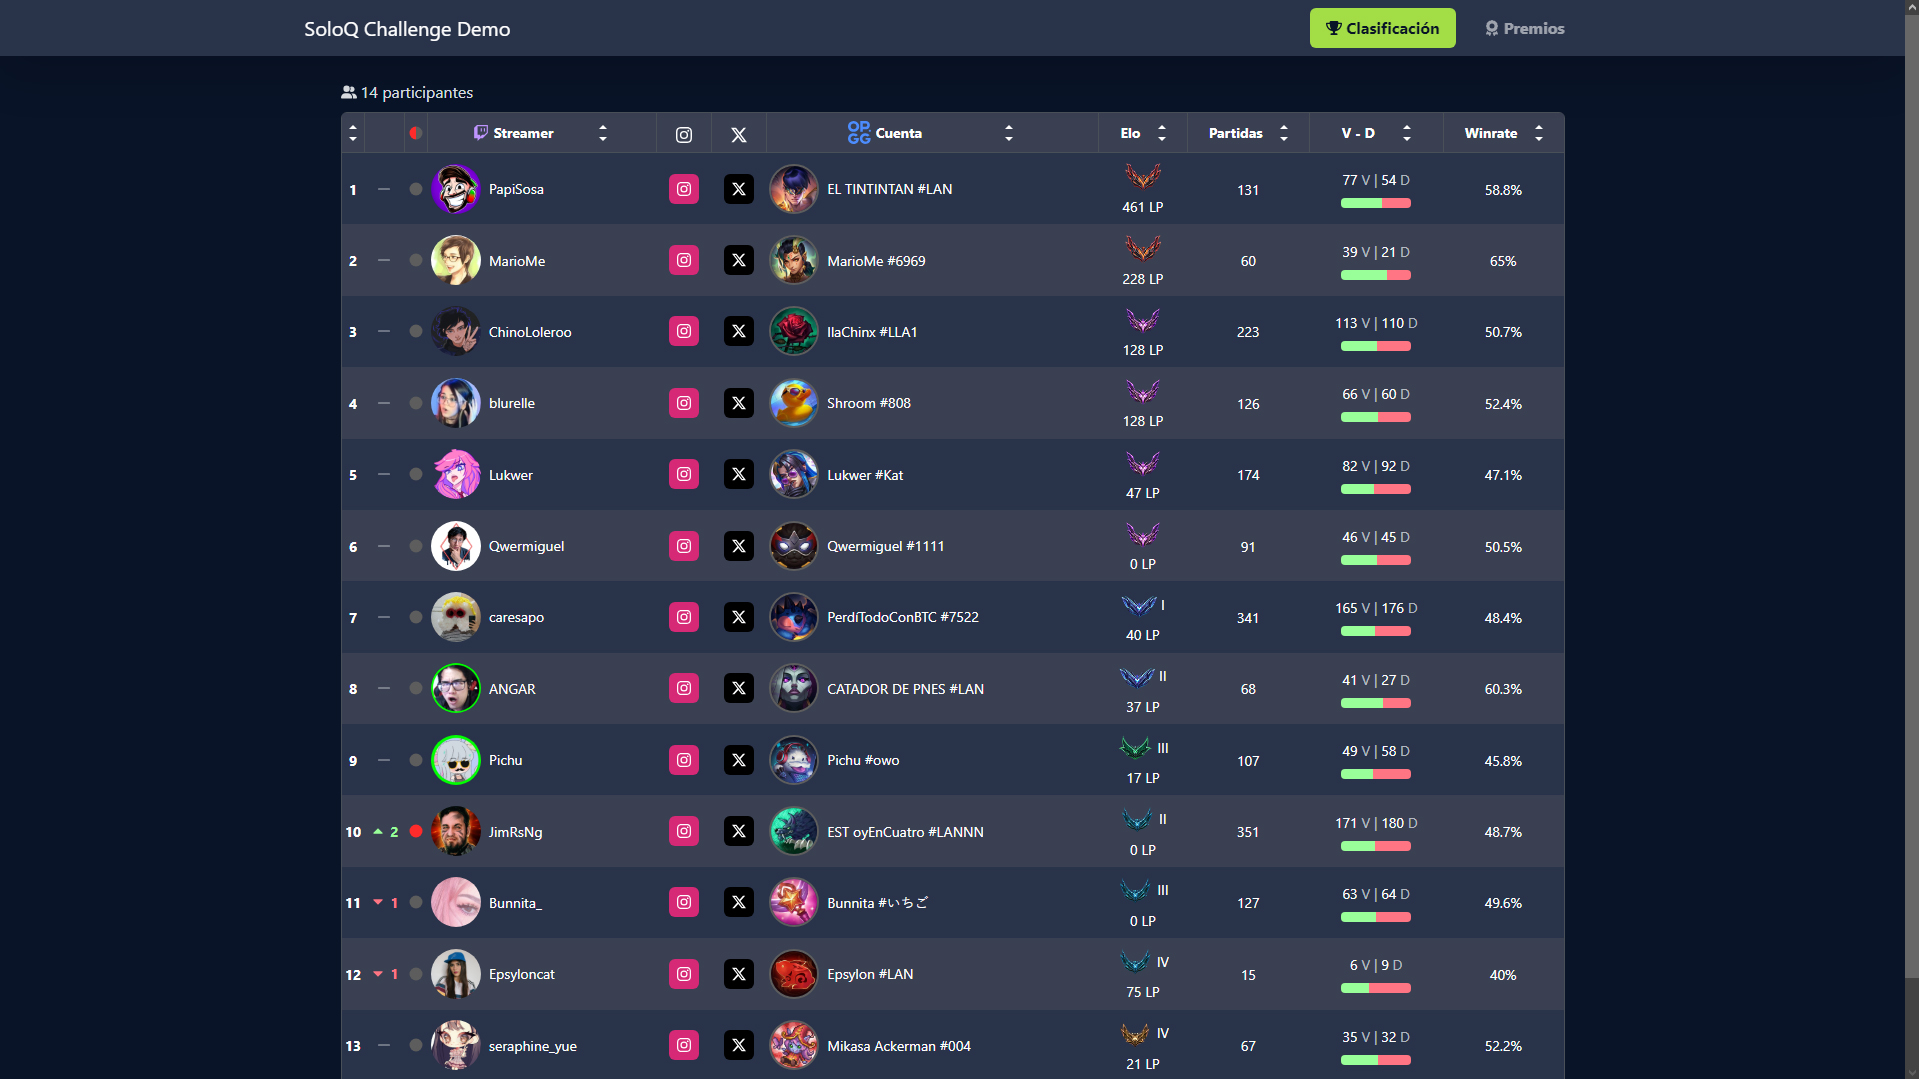 SoloQ Challenge Demo
Clasificación
Premios
14 participantes
Streamer OP.GG Cuenta Elo Partidas V - D Winrate
1 PapiSosa EL TINTINTAN #LAN 461 LP 131 77 V | 54 D 58.8%
2 MarioMe MarioMe #6969 228 LP 60 39 V | 21 D 65%
3 ChinoLoleroo IlaChinx #LLA1 128 LP 223 113 V | 110 D 50.7%
4 blurelle Shroom #808 128 LP 126 66 V | 60 D 52.4%
5 Lukwer Lukwer #Kat 47 LP 174 82 V | 92 D 47.1%
6 Qwermiguel Qwermiguel #1111 0 LP 91 46 V | 45 D 50.5%
7 caresapo PerdíTodoConBTC #7522 I 40 LP 341 165 V | 176 D 48.4%
8 ANGAR CATADOR DE PNES #LAN II 37 LP 68 41 V | 27 D 60.3%
9 Pichu Pichu #owo III 17 LP 107 49 V | 58 D 45.8%
10 2 JimRsNg EST oyEnCuatro #LANNN II 0 LP 351 171 V | 180 D 48.7%
11 1 Bunnita_ Bunnita #いちご III 0 LP 127 63 V | 64 D 49.6%
12 1 Epsyloncat Epsylon #LAN IV 75 LP 15 6 V | 9 D 40%
13 seraphine_yue Mikasa Ackerman #004 IV 21 LP 67 35 V | 32 D 52.2%